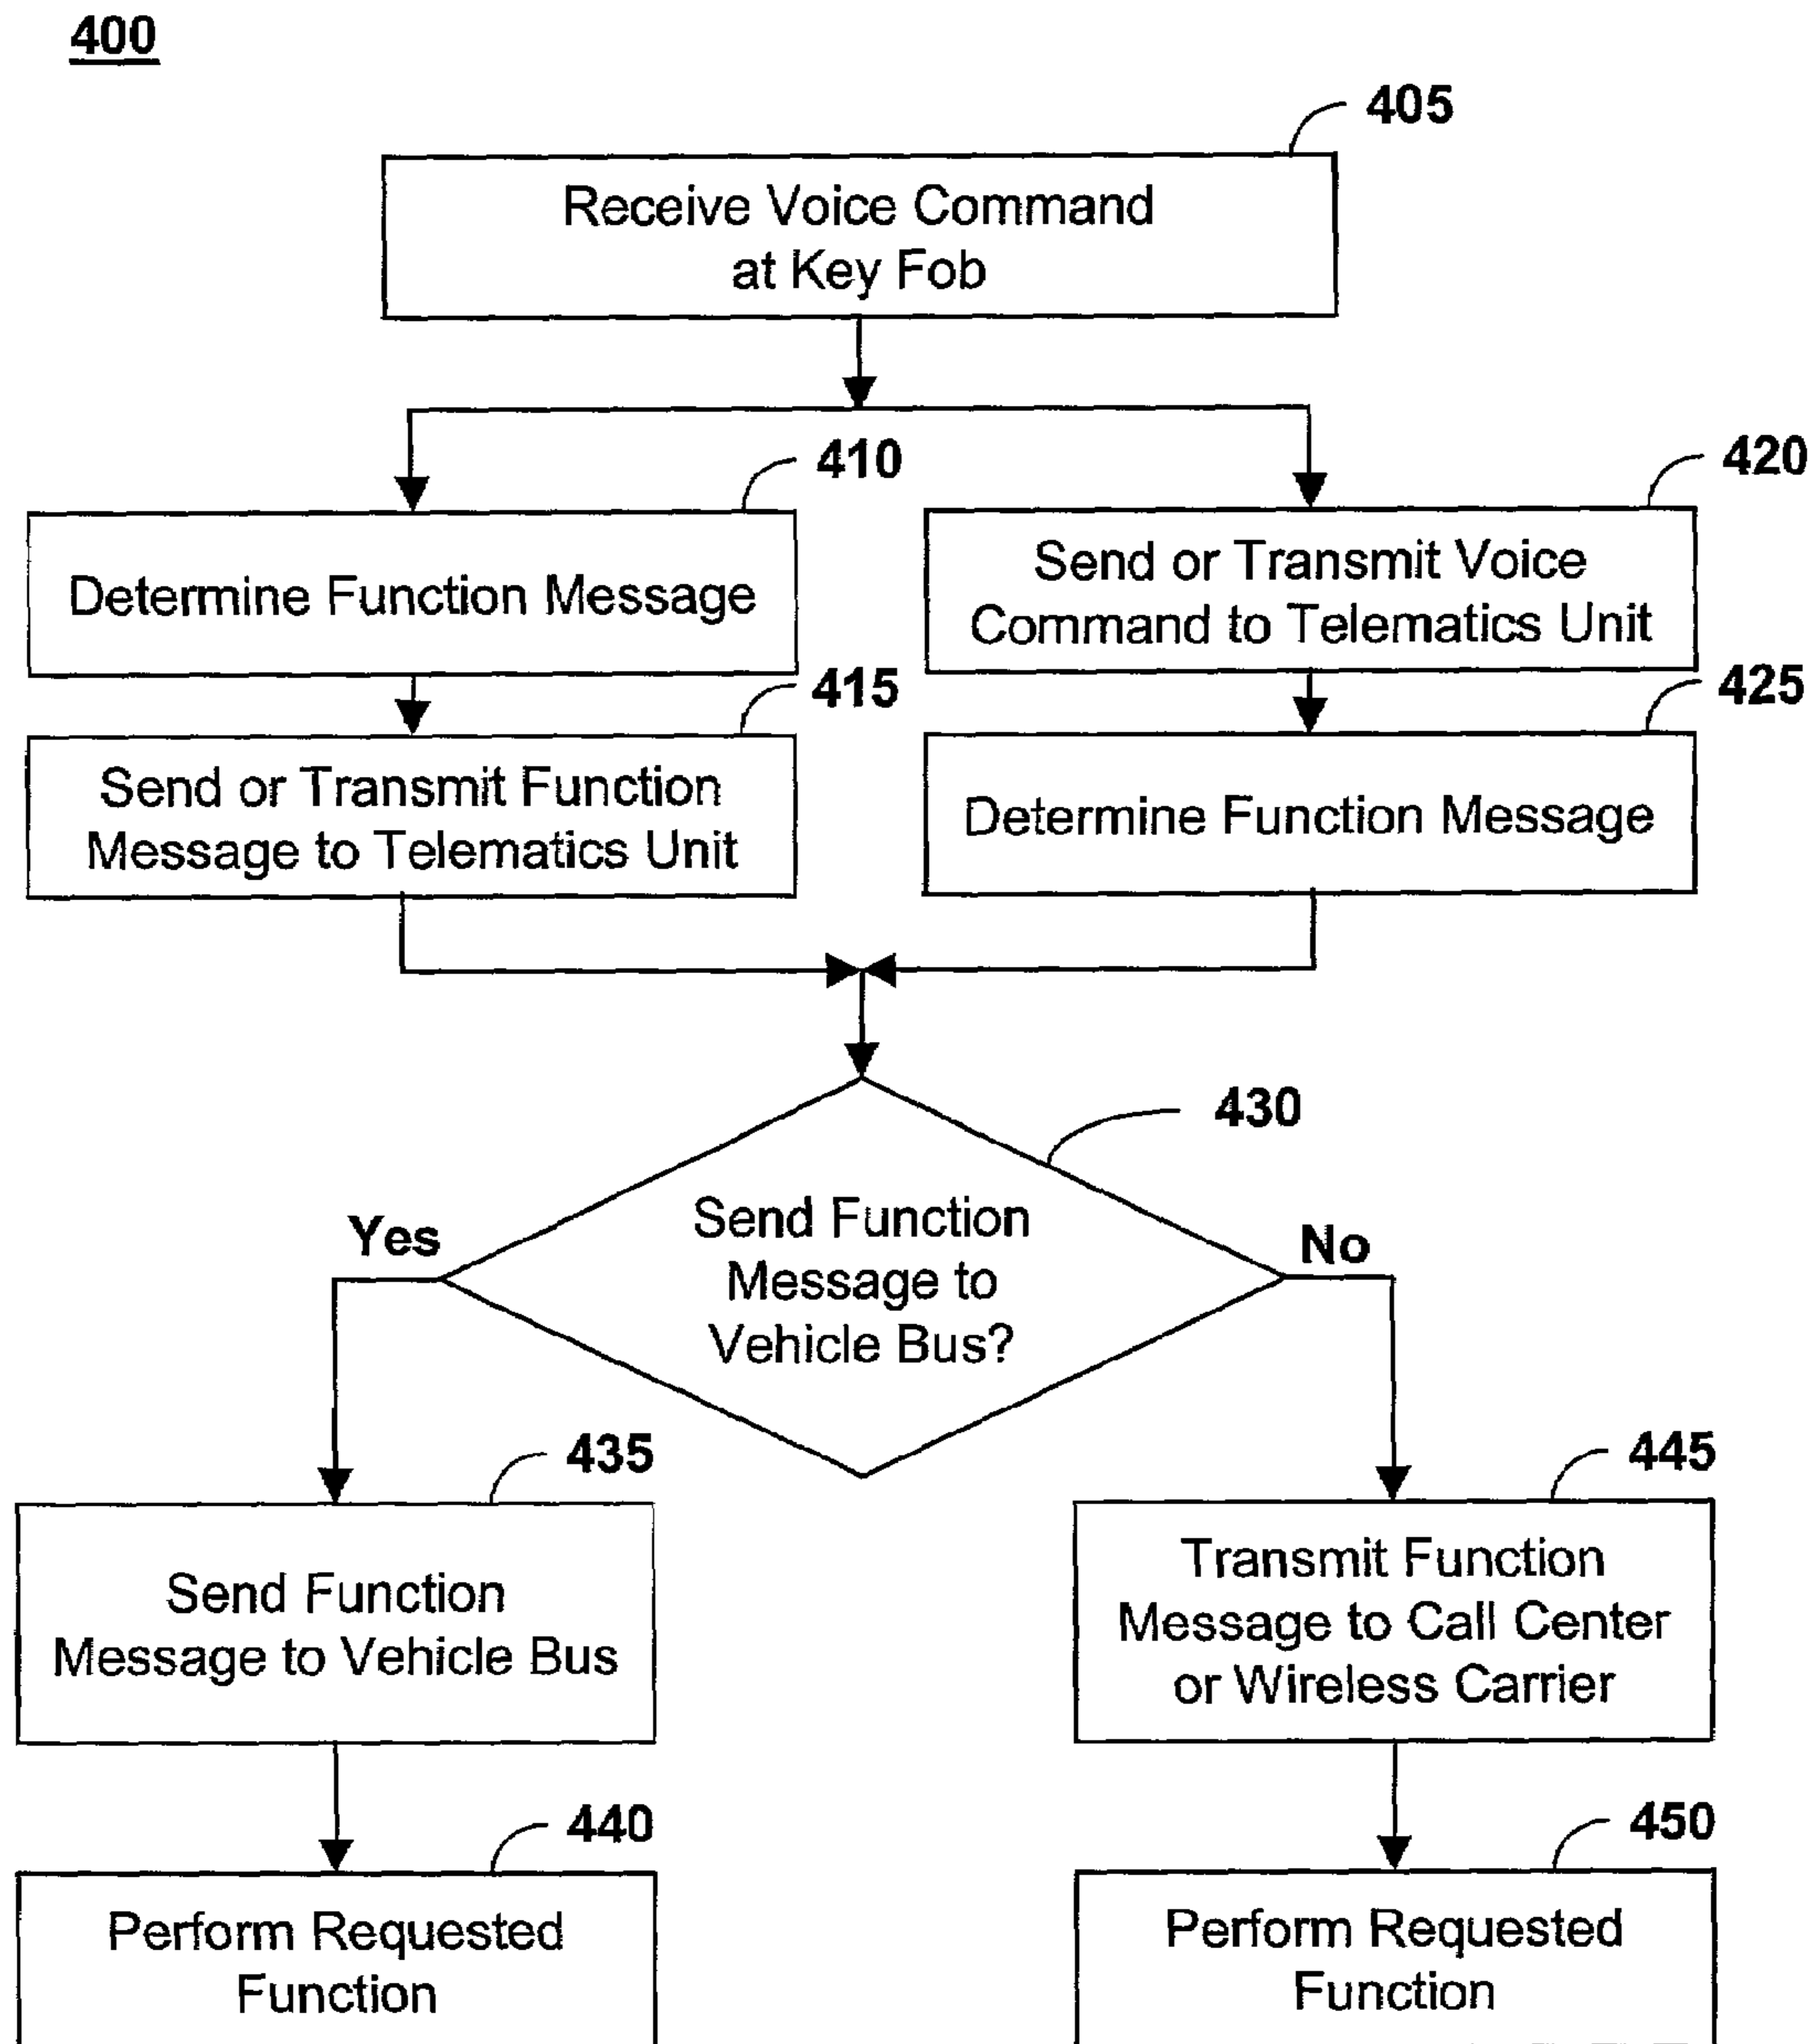 400
405
Receive Voice Command
at Key Fob
410
Determine Function Message
420
Send or Transmit Voice
Command to Telematics Unit
415
Send or Transmit Function
Message to Telematics Unit
425
Determine Function Message
430
Send Function
Message to
Vehicle Bus?
Yes
No
435
Send Function
Message to Vehicle Bus
445
Transmit Function
Message to Call Center
or Wireless Carrier
440
Perform Requested
Function
450
Perform Requested
Function